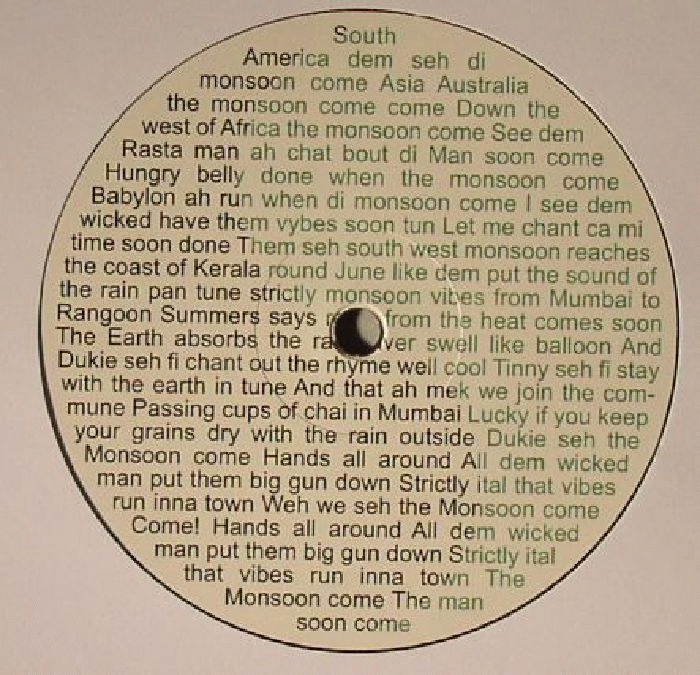 South
America dem seh di
monsoon come Asia Australia
the monsoon come come Down the
west of Africa the monsoon come See dem
Rasta man ah chat bout di Man soon come
Hungry belly done when the monsoon come
Babylon ah run when di monsoon come I see dem
wicked have them vybes soon tun Let me chant ca mi
time soon done Them seh south west monsoon reaches
the coast of Kerala round June like dem put the sound of
the rain pan tune strictly monsoon vibes from Mumbai to
Rangoon Summers says from the heat comes soon
The Earth absorbs the swell like balloon And
Dukie seh fi chant out the rhyme well cool Tinny seh fi stay
with the earth in tune And that ah mek we join the com-
mune Passing cups of chai in Mumbai Lucky if you keep
your grains dry with the rain outside Dukie seh the
Monsoon come Hands all around All dem wicked
man put them big gun down Strictly ital that vibes
run inna town Weh we seh the Monsoon come
Come! Hands all around All dem wicked
man put them big gun down Strictly ital
that vibes run inna town The
Monsoon come The man
soon come